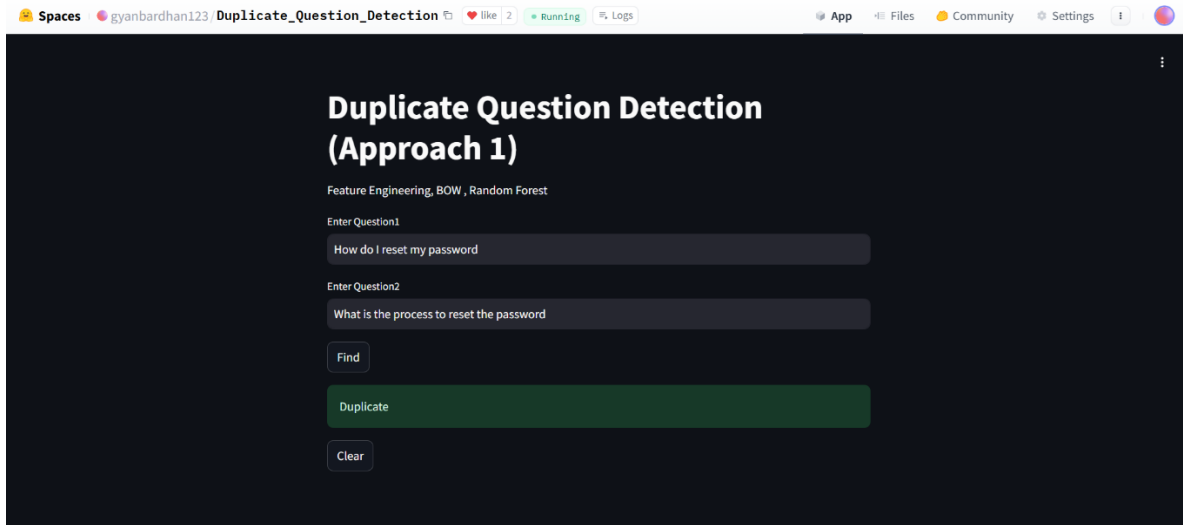 Spaces gyanbardhan123/Duplicate_Question_Detection like 2 Running Logs App Files Community Settings
Duplicate Question Detection
(Approach 1)
Feature Engineering, BOW , Random Forest
Enter Question1
How do I reset my password
Enter Question2
What is the process to reset the password
Find
Duplicate
Clear